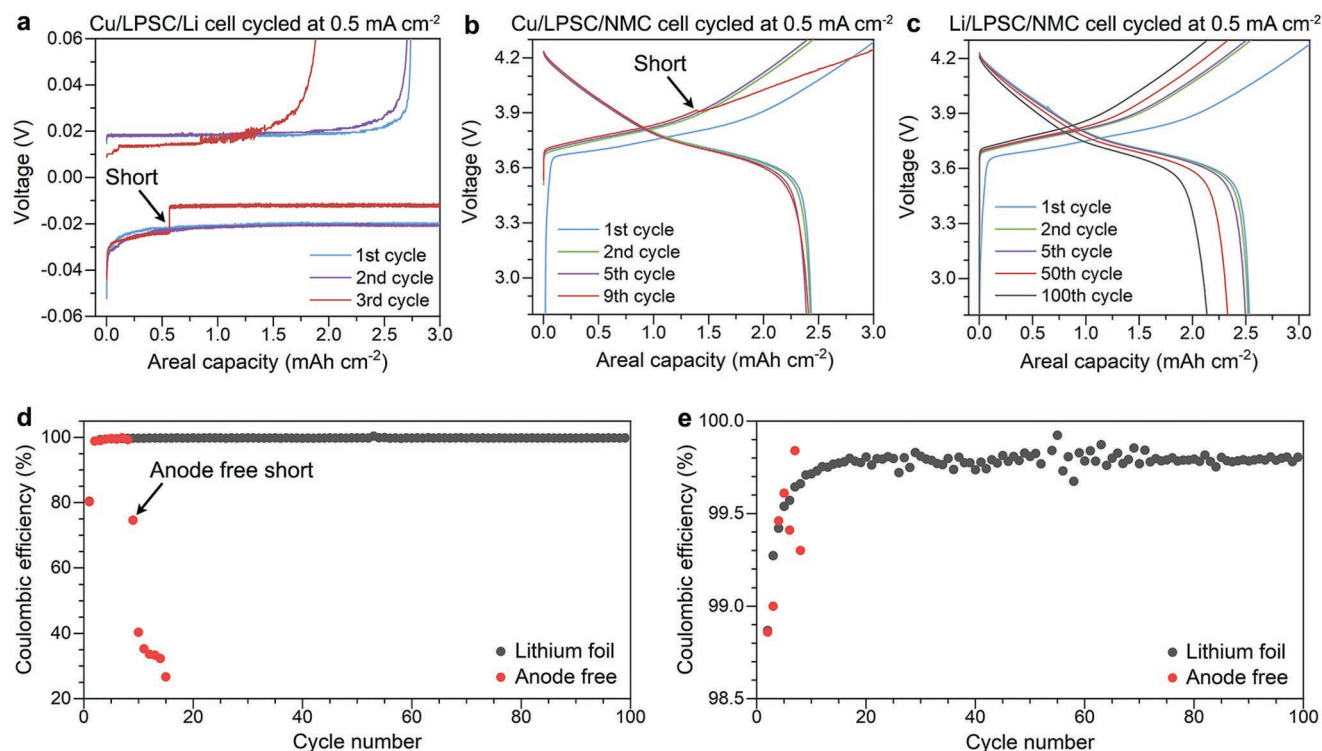 a Cu/LPSC/Li cell cycled at 0.5 mA cm⁻²
0.06
0.04
0.02
0.00
-0.02
-0.04
-0.06
Voltage (V)
Short
1st cycle
2nd cycle
3rd cycle
0.0 0.5 1.0 1.5 2.0 2.5 3.0
Areal capacity (mAh cm⁻²)
b Cu/LPSC/NMC cell cycled at 0.5 mA cm⁻²
4.2
3.9
3.6
3.3
3.0
Voltage (V)
Short
1st cycle
2nd cycle
5th cycle
9th cycle
0.0 0.5 1.0 1.5 2.0 2.5 3.0
Areal capacity (mAh cm⁻²)
c Li/LPSC/NMC cell cycled at 0.5 mA cm⁻²
4.2
3.9
3.6
3.3
3.0
Voltage (V)
1st cycle
2nd cycle
5th cycle
50th cycle
100th cycle
0.0 0.5 1.0 1.5 2.0 2.5 3.0
Areal capacity (mAh cm⁻²)
d
100
80
60
40
20
Coulombic efficiency (%)
Anode free short
Lithium foil
Anode free
0 20 40 60 80 100
Cycle number
e
100.0
99.5
99.0
98.5
Coulombic efficiency (%)
Lithium foil
Anode free
0 20 40 60 80 100
Cycle number